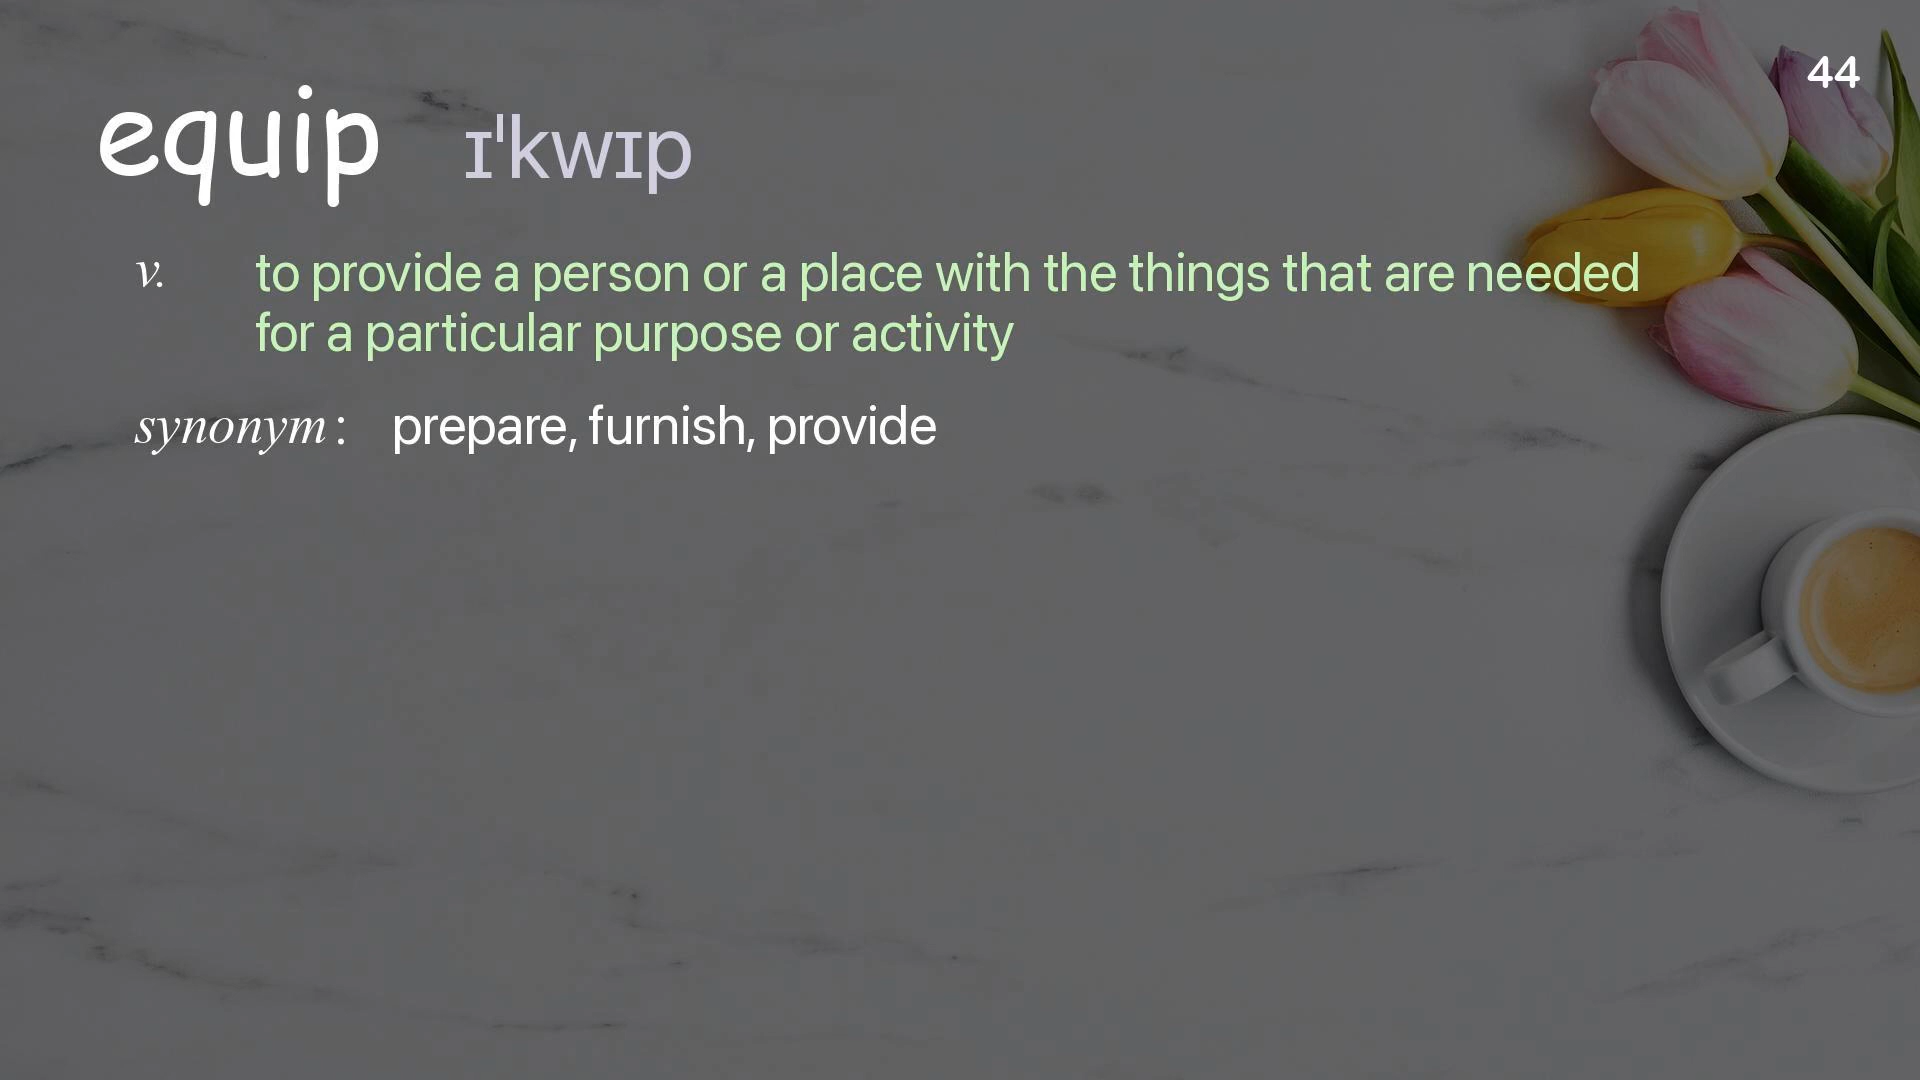 44
equip ɪˈkwɪp
v. to provide a person or a place with the things that are needed
for a particular purpose or activity
synonym: prepare, furnish, provide